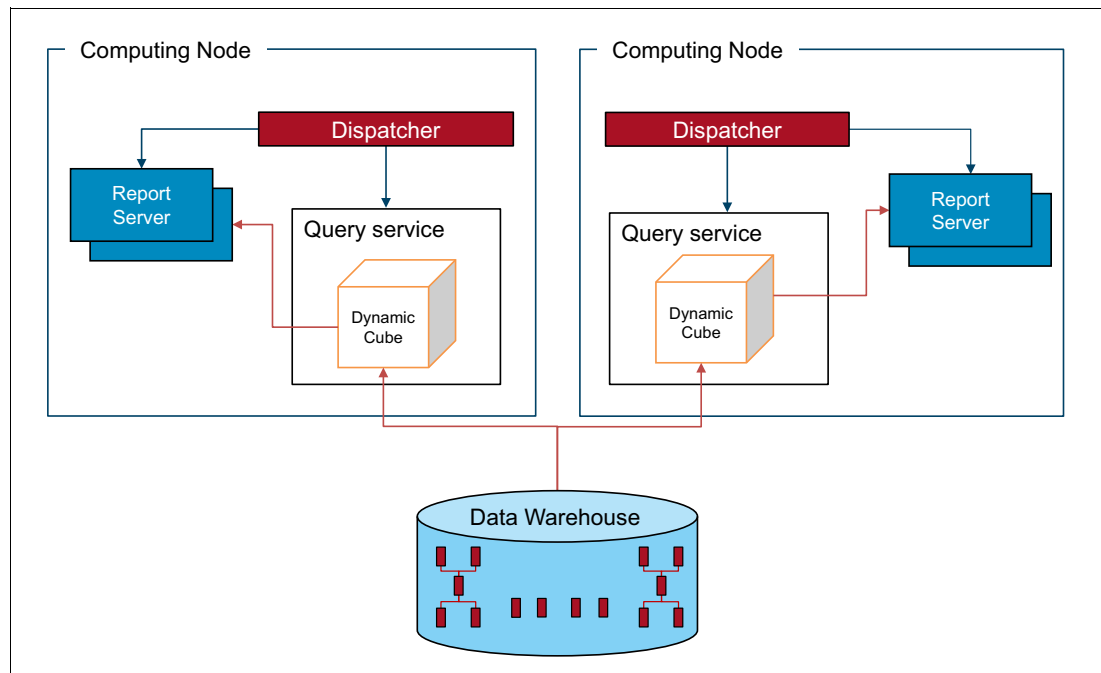 Computing Node
Dispatcher
Report
Server
Query service
Dynamic
Cube
Computing Node
Dispatcher
Report
Server
Query service
Dynamic
Cube
Data Warehouse